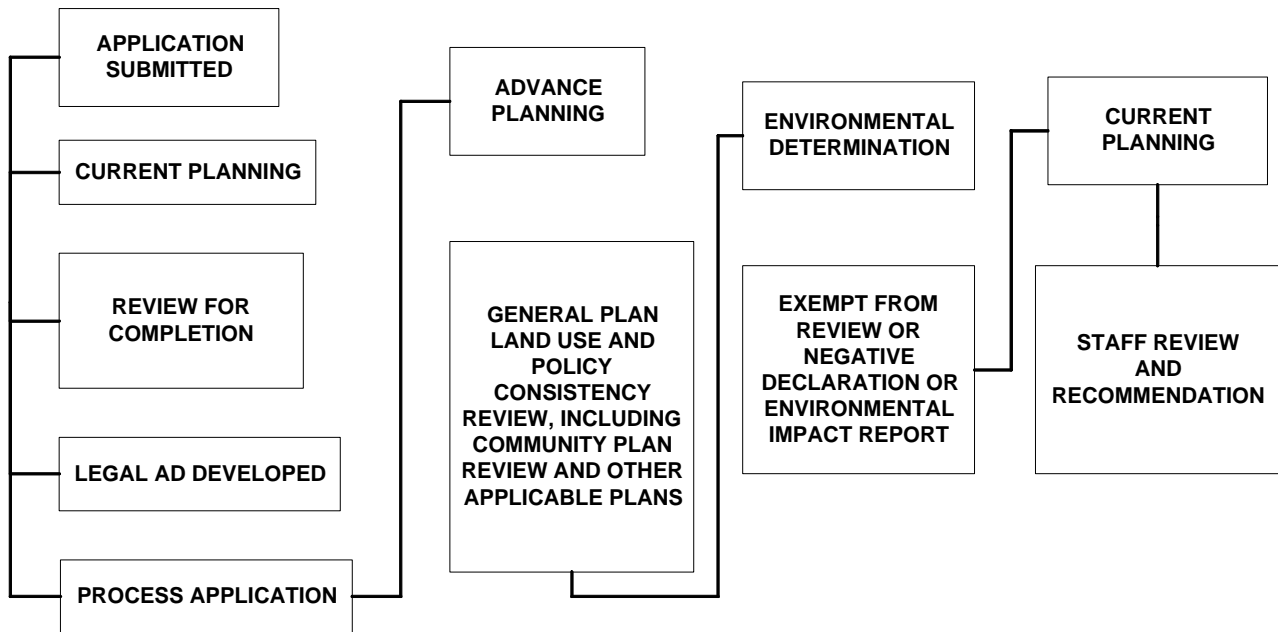 APPLICATION
SUBMITTED
CURRENT PLANNING
REVIEW FOR
COMPLETION
LEGAL AD DEVELOPED
PROCESS APPLICATION
ADVANCE
PLANNING
GENERAL PLAN
LAND USE AND
POLICY
CONSISTENCY
REVIEW, INCLUDING
COMMUNITY PLAN
REVIEW AND OTHER
APPLICABLE PLANS
ENVIRONMENTAL
DETERMINATION
EXEMPT FROM
REVIEW OR
NEGATIVE
DECLARATION OR
ENVIRONMENTAL
IMPACT REPORT
CURRENT
PLANNING
STAFF REVIEW
AND
RECOMMENDATION